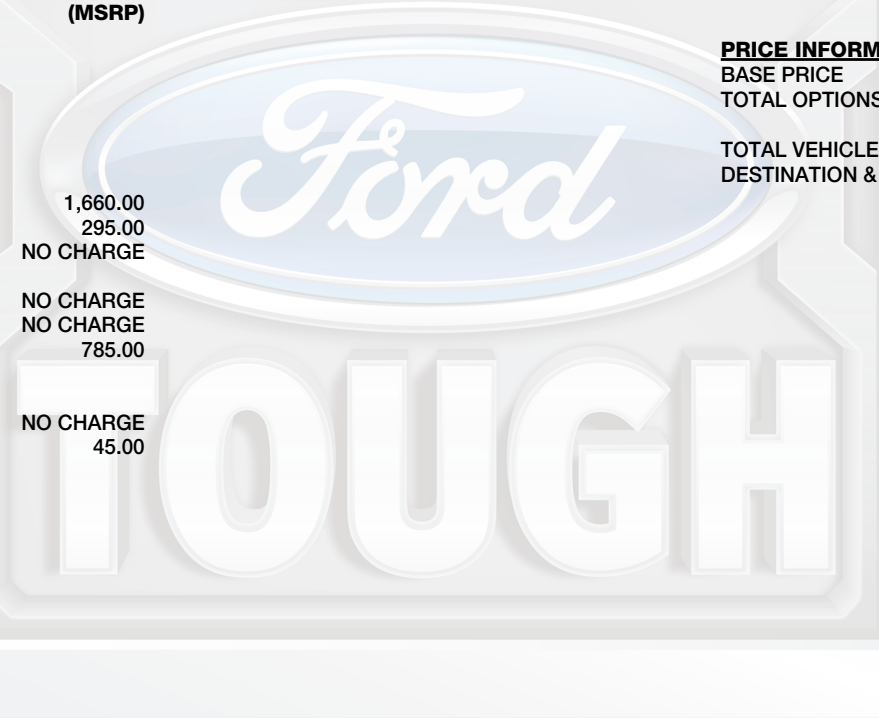 (MSRP)
1,660.00
295.00
NO CHARGE
NO CHARGE
NO CHARGE
785.00
NO CHARGE
45.00
PRICE INFORM
BASE PRICE
TOTAL OPTIONS
TOTAL VEHICLE
DESTINATION &
Ford
TOUGH